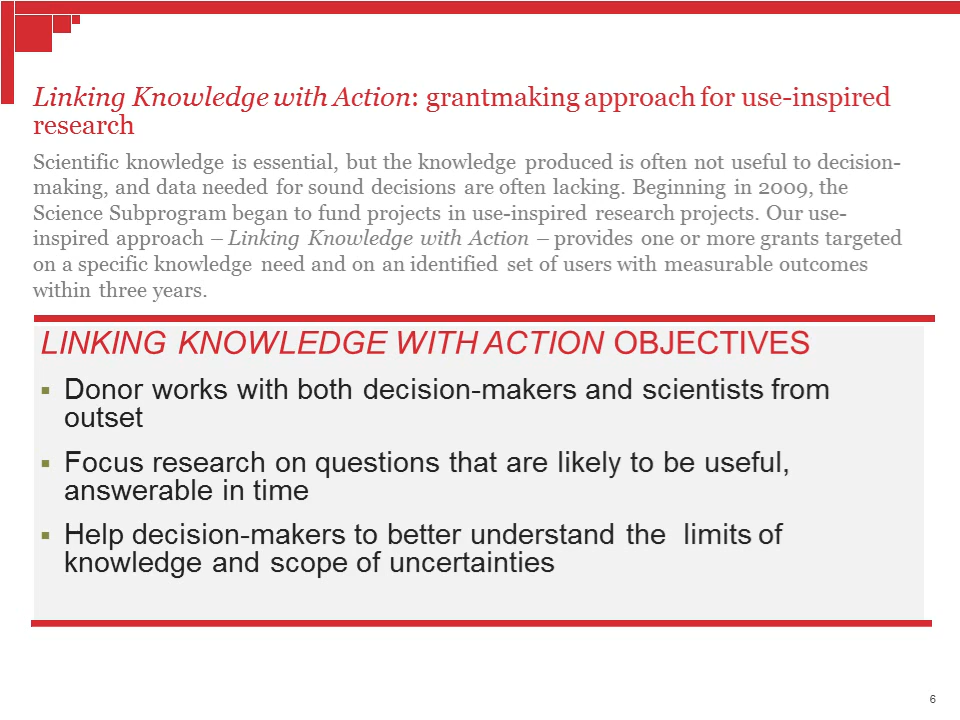 Linking Knowledge with Action: grantmaking approach for use-inspired
research
Scientific knowledge is essential, but the knowledge produced is often not useful to decision-
making, and data needed for sound decisions are often lacking. Beginning in 2009, the
Science Subprogram began to fund projects in use-inspired research projects. Our use-
inspired approach – Linking Knowledge with Action – provides one or more grants targeted
on a specific knowledge need and on an identified set of users with measurable outcomes
within three years.
LINKING KNOWLEDGE WITH ACTION OBJECTIVES
▪ Donor works with both decision-makers and scientists from
outset
▪ Focus research on questions that are likely to be useful,
answerable in time
▪ Help decision-makers to better understand the limits of
knowledge and scope of uncertainties
6